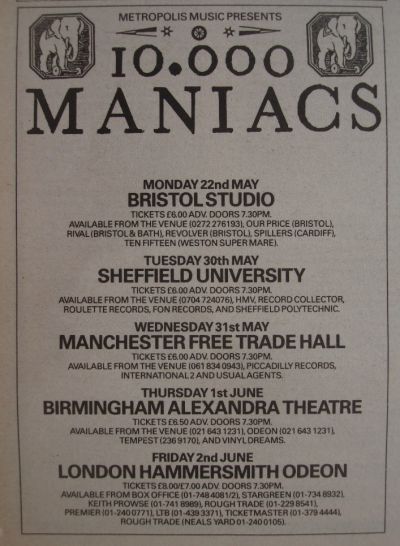 METROPOLIS MUSIC PRESENTS
10.000
MANIACS
MONDAY 22nd MAY
BRISTOL STUDIO
TICKETS £6.00 ADV. DOORS 7.30PM.
AVAILABLE FROM THE VENUE (0272 276193), OUR PRICE (BRISTOL),
RIVAL (BRISTOL & BATH), REVOLVER (BRISTOL), SPILLERS (CARDIFF),
TEN FIFTEEN (WESTON SUPER MARE).
TUESDAY 30th MAY
SHEFFIELD UNIVERSITY
TICKETS £6.00 ADV. DOORS 7.30PM.
AVAILABLE FROM THE VENUE (0704 724076), HMV, RECORD COLLECTOR,
ROULETTE RECORDS, FON RECORDS, AND SHEFFIELD POLYTECHNIC.
WEDNESDAY 31st MAY
MANCHESTER FREE TRADE HALL
TICKETS £6.00 ADV. DOORS 7.30PM.
AVAILABLE FROM THE VENUE (061 834 0943), PICCADILLY RECORDS,
INTERNATIONAL 2 AND USUAL AGENTS.
THURSDAY 1st JUNE
BIRMINGHAM ALEXANDRA THEATRE
TICKETS £6.50 ADV. DOORS 7.30PM.
AVAILABLE FROM THE VENUE (021 643 1231), ODEON (021 643 1231),
TEMPEST (236 9170), AND VINYL DREAMS.
FRIDAY 2nd JUNE
LONDON HAMMERSMITH ODEON
TICKETS £8.00/£7.00 ADV. DOORS 7.30PM.
AVAILABLE FROM BOX OFFICE (01-748 4081/2), STARGREEN (01-734 8932),
KEITH PROWSE (01-741 8989), ROUGH TRADE (01-229 8541),
PREMIER (01-240 0771), LTB (01-439 3371), TICKETMASTER (01-379 4444),
ROUGH TRADE (NEALS YARD 01-240 0105).